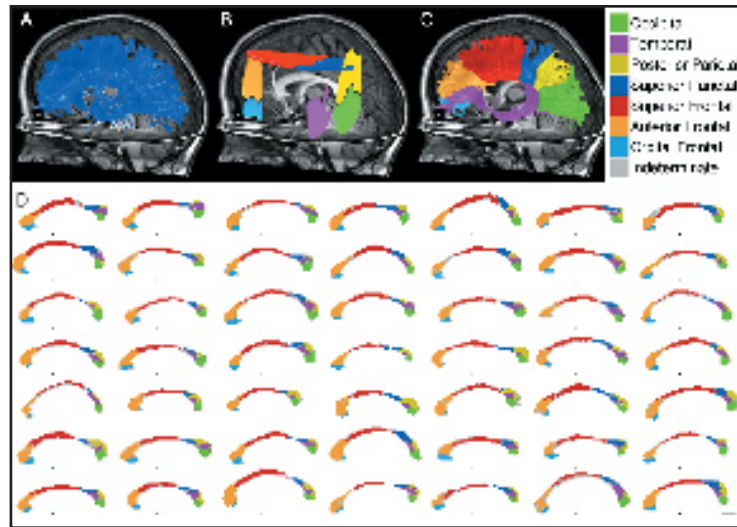 A
B
C
Occipital
Temporal
Posterior Parietal
Superior Parietal
Superior Frontal
Anterior Frontal
Orbital Frontal
Indeterminate
D